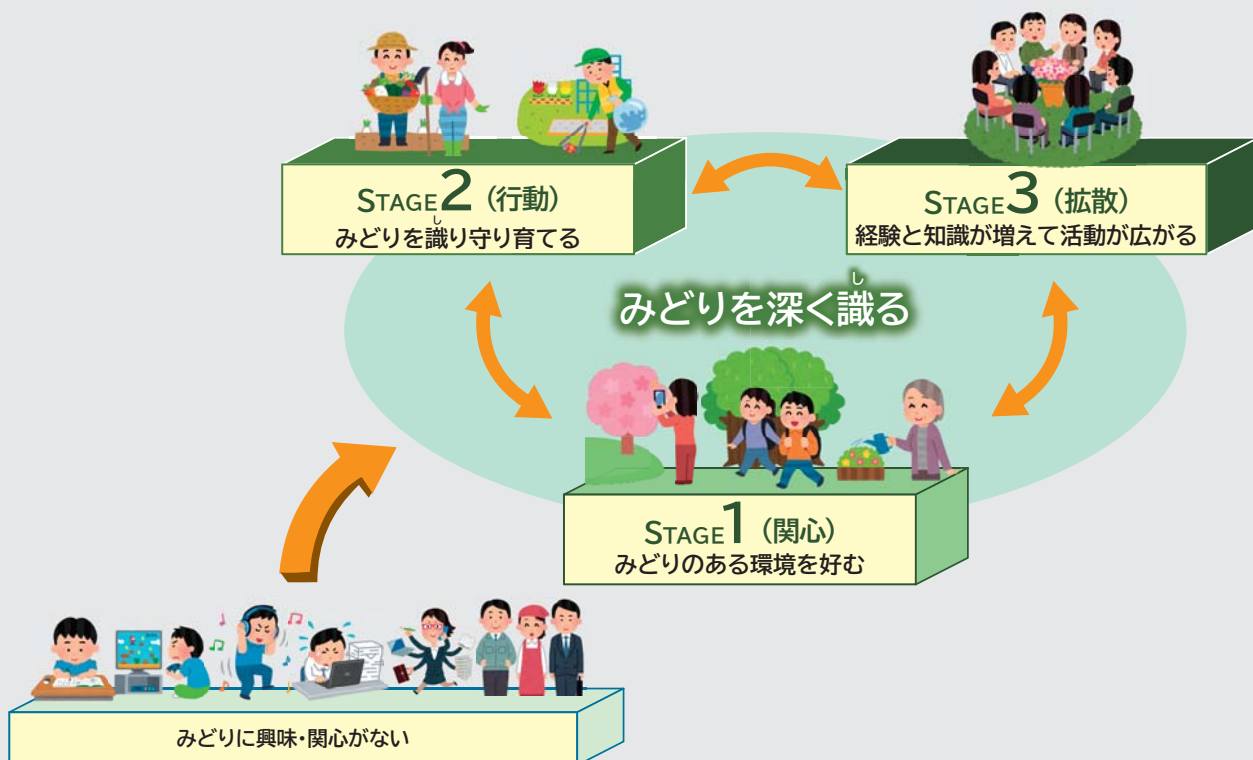 STAGE2（行動）
みどりを識り守り育てる
し
STAGE3（拡散）
経験と知識が増えて活動が広がる
し
みどりを深く識る
STAGE1（関心）
みどりのある環境を好む
みどりに興味・関心がない